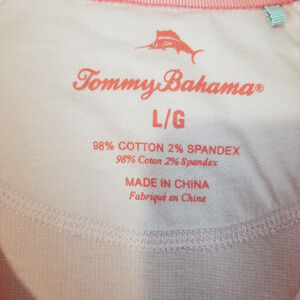 Tommy Bahama®
L/G
98% COTTON 2% SPANDEX
98% Coton 2% Spandex
MADE IN CHINA
Fabriqué en Chine